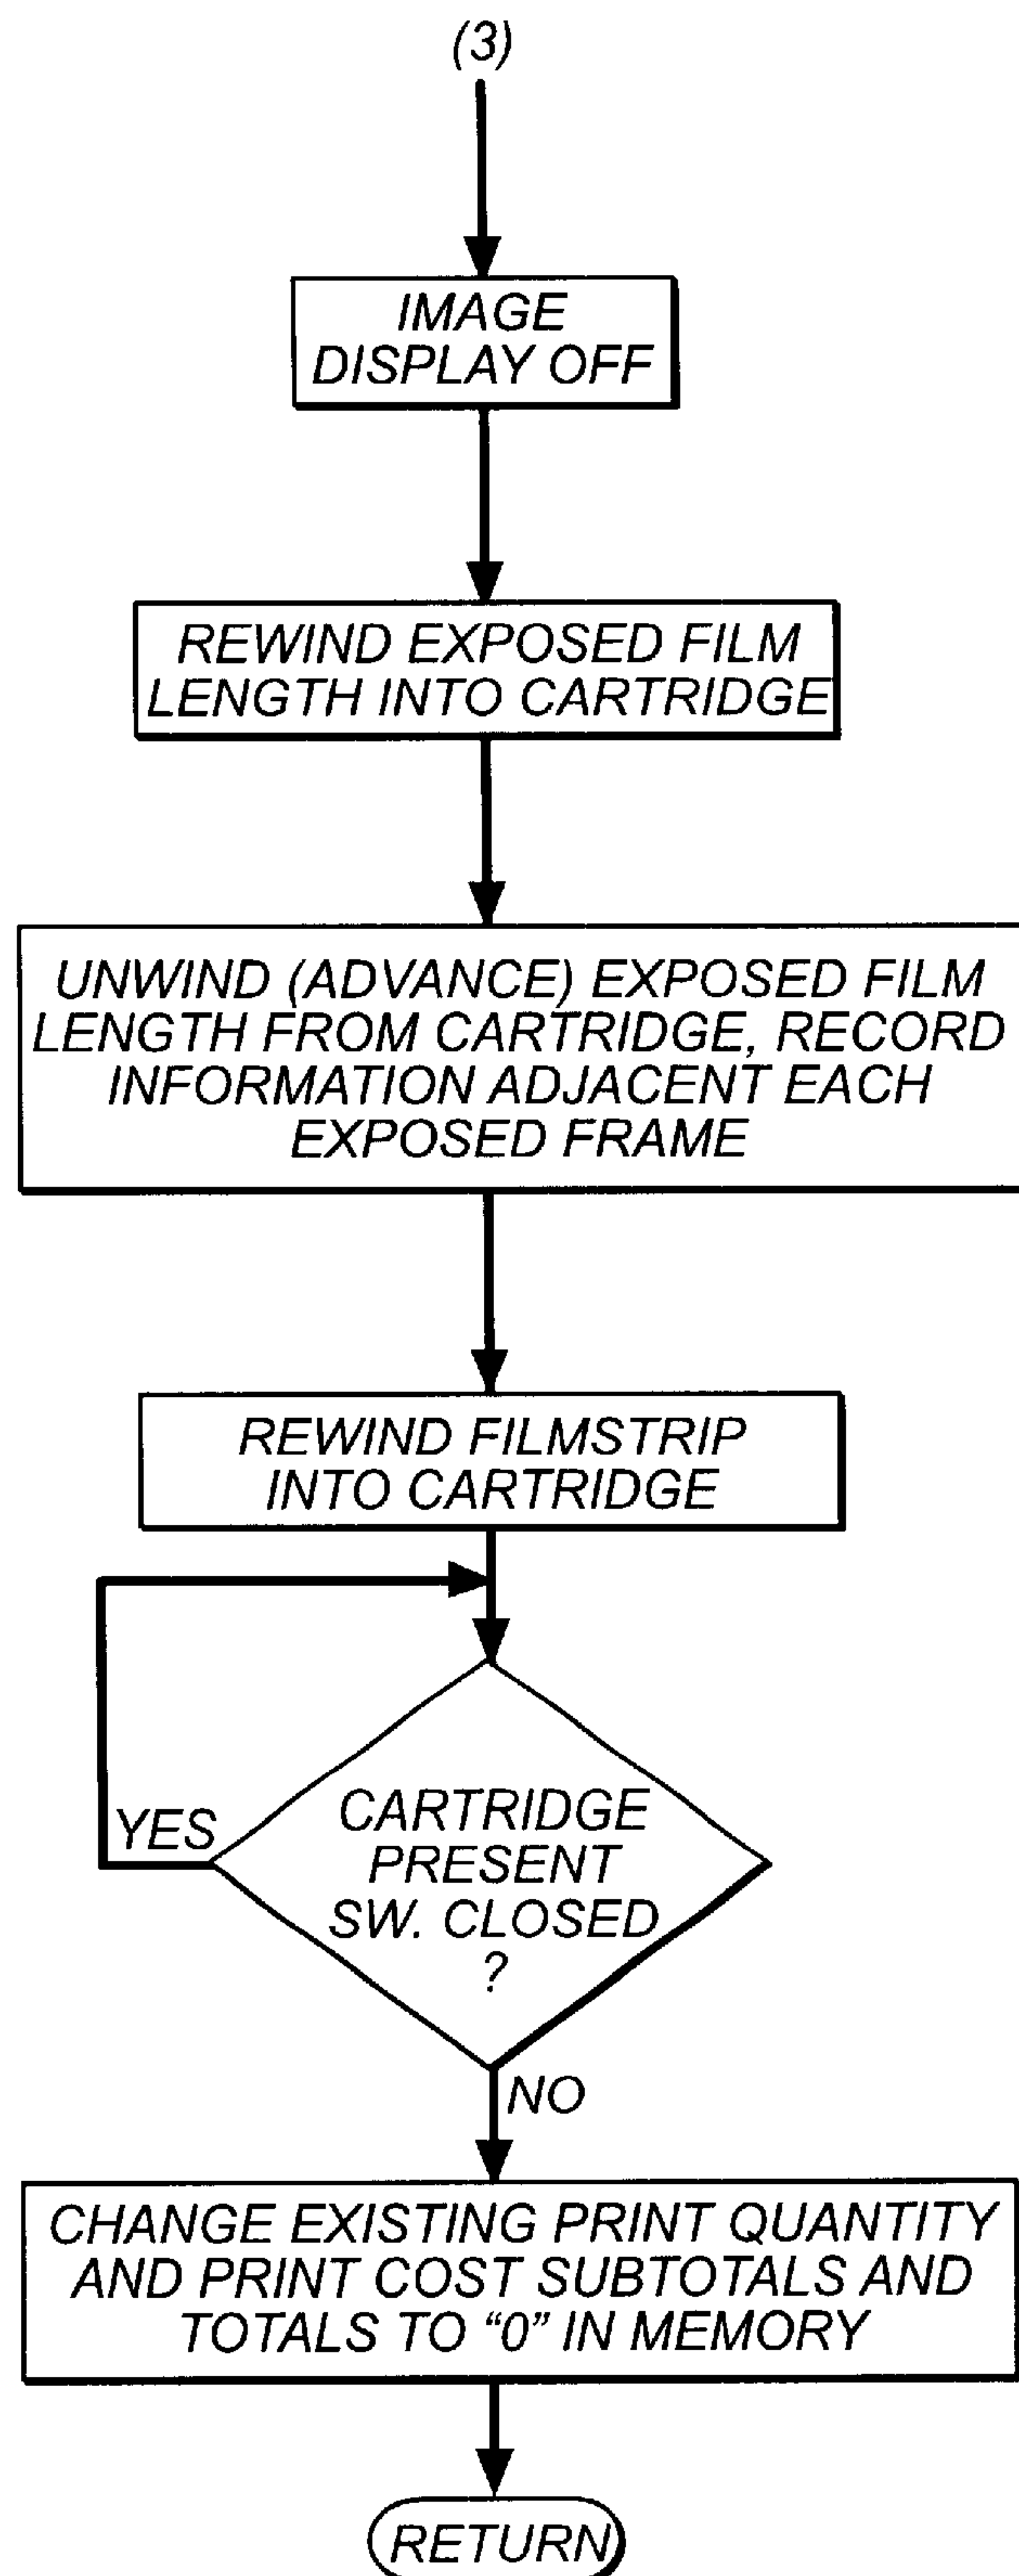 (3)
IMAGE
DISPLAY OFF
REWIND EXPOSED FILM
LENGTH INTO CARTRIDGE
UNWIND (ADVANCE) EXPOSED FILM
LENGTH FROM CARTRIDGE, RECORD
INFORMATION ADJACENT EACH
EXPOSED FRAME
REWIND FILMSTRIP
INTO CARTRIDGE
YES
CARTRIDGE
PRESENT
SW. CLOSED
?
NO
CHANGE EXISTING PRINT QUANTITY
AND PRINT COST SUBTOTALS AND
TOTALS TO “0” IN MEMORY
RETURN